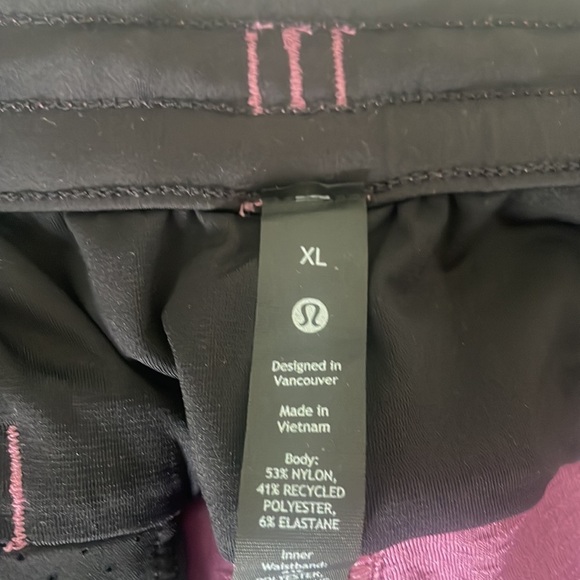 XL
Designed in
Vancouver
Made in
Vietnam
Body:
53% NYLON,
41% RECYCLED
POLYESTER,
6% ELASTANE
Inner
Waistband: